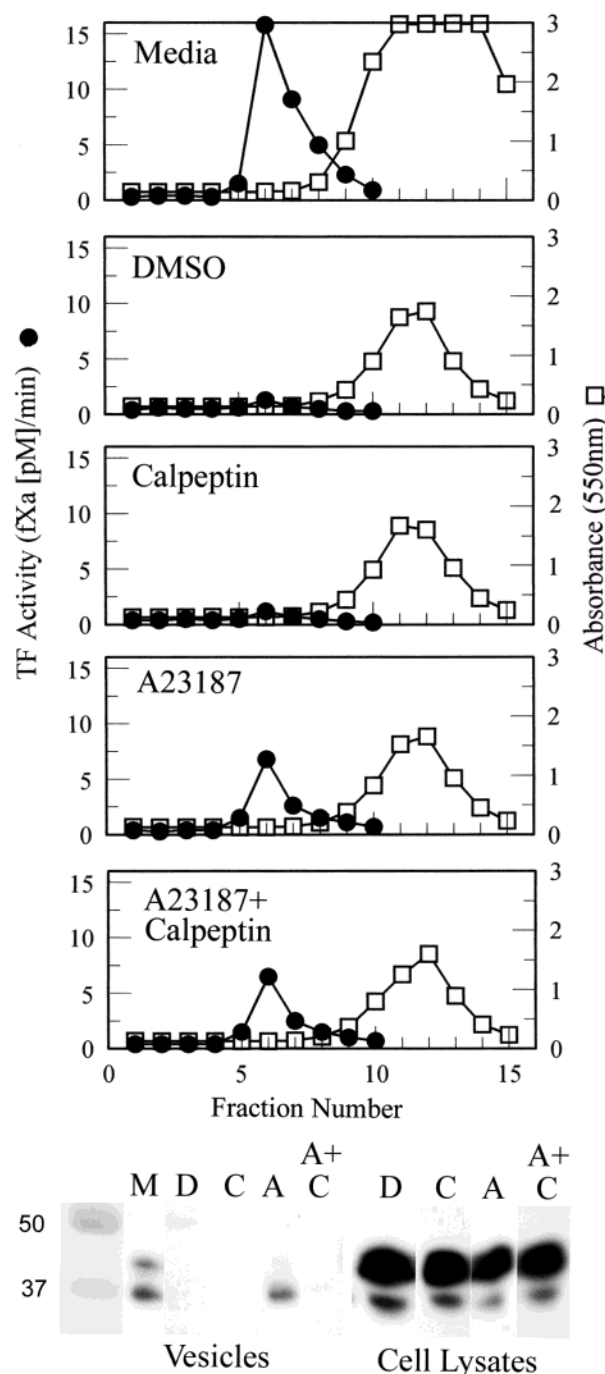 15
10
5
0
Media
3
2
1
0
15
10
5
0
DMSO
3
2
1
0
15
10
5
0
Calpeptin
3
2
1
0
15
10
5
0
A23187
3
2
1
0
15
10
5
0
A23187+
Calpeptin
3
2
1
0
TF Activity (fXa [pM]/min)
Absorbance (550nm)
0 5 10 15
Fraction Number
M D C A A+
C
D C A A+
C
50
37
Vesicles Cell Lysates